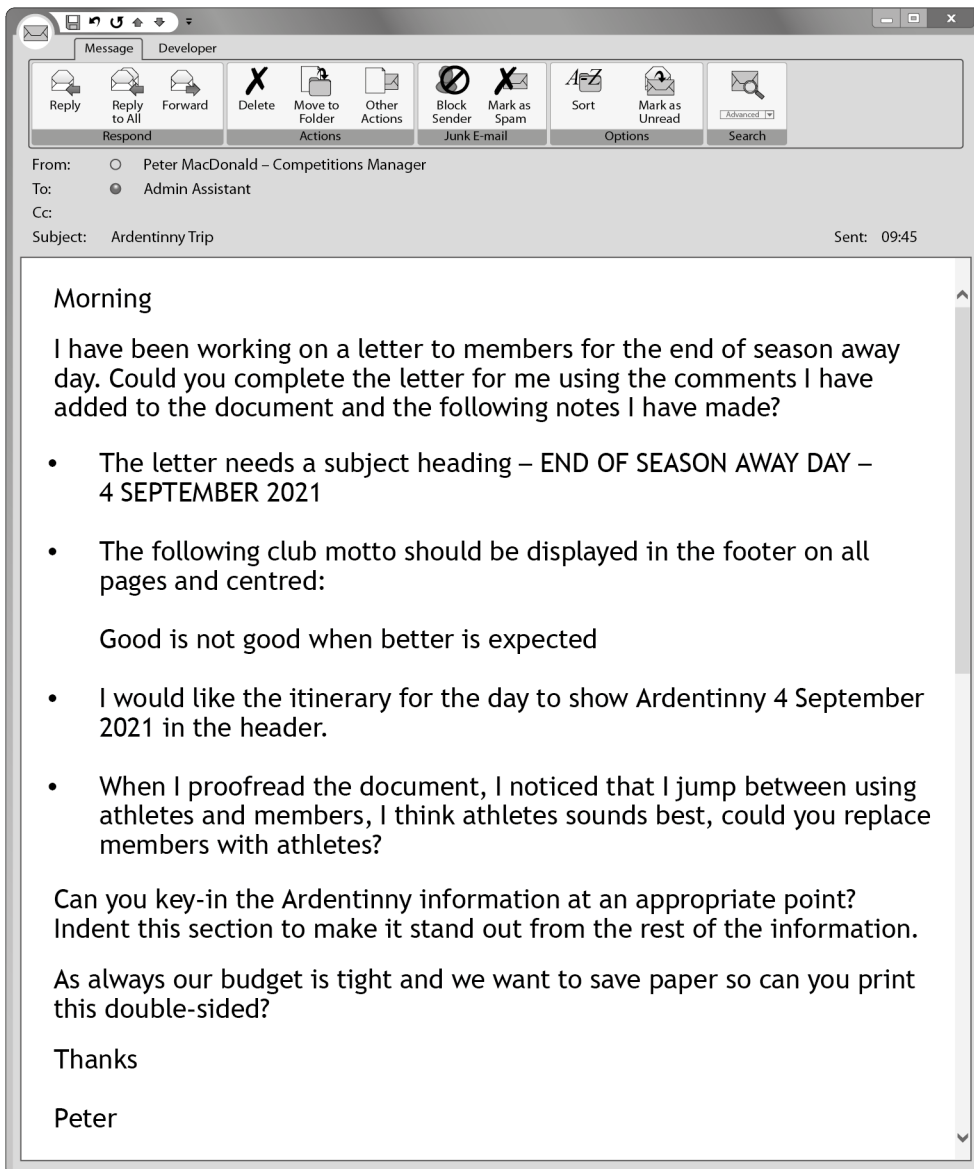 Message Developer
Reply Reply to All Forward Delete Move to Folder Other Actions Block Sender Mark as Spam A=Z Sort Mark as Unread Advanced
Respond Actions Junk E-mail Options Search
From: Peter MacDonald – Competitions Manager
To: Admin Assistant
Cc:
Subject: Ardentinny Trip Sent: 09:45
Morning
I have been working on a letter to members for the end of season away
day. Could you complete the letter for me using the comments I have
added to the document and the following notes I have made?
• The letter needs a subject heading – END OF SEASON AWAY DAY –
4 SEPTEMBER 2021
• The following club motto should be displayed in the footer on all
pages and centred:
Good is not good when better is expected
• I would like the itinerary for the day to show Ardentinny 4 September
2021 in the header.
• When I proofread the document, I noticed that I jump between using
athletes and members, I think athletes sounds best, could you replace
members with athletes?
Can you key-in the Ardentinny information at an appropriate point?
Indent this section to make it stand out from the rest of the information.
As always our budget is tight and we want to save paper so can you print
this double-sided?
Thanks
Peter